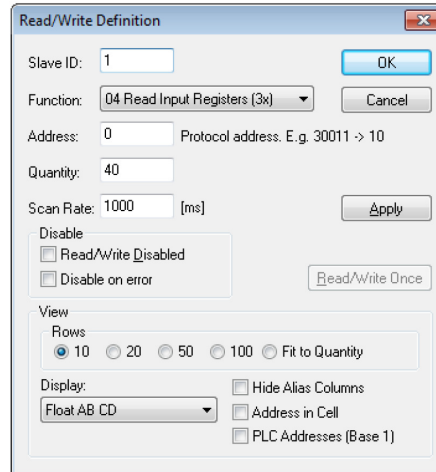 Read/Write Definition
Slave ID: 1
OK
Function: 04 Read Input Registers (3x)
Cancel
Address: 0 Protocol address. E.g. 30011 -> 10
Quantity: 40
Scan Rate: 1000 [ms]
Apply
Disable
Read/Write Disabled
Disable on error
Read/Write Once
View
Rows
10 20 50 100 Fit to Quantity
Display:
Hide Alias Columns
Float AB CD
Address in Cell
PLC Addresses (Base 1)